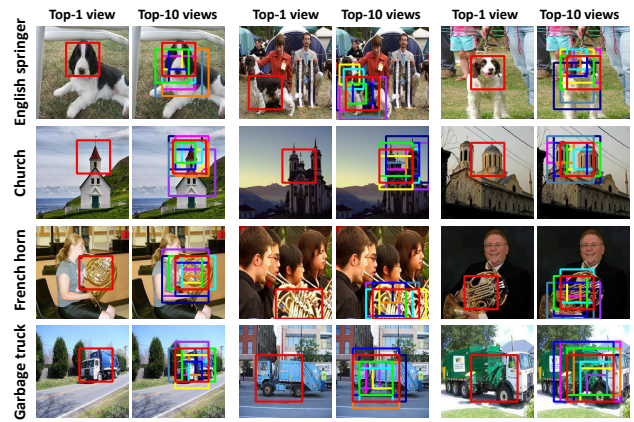 Top-1 view Top-10 views Top-1 view Top-10 views Top-1 view Top-10 views
English springer
Church
French horn
Garbage truck